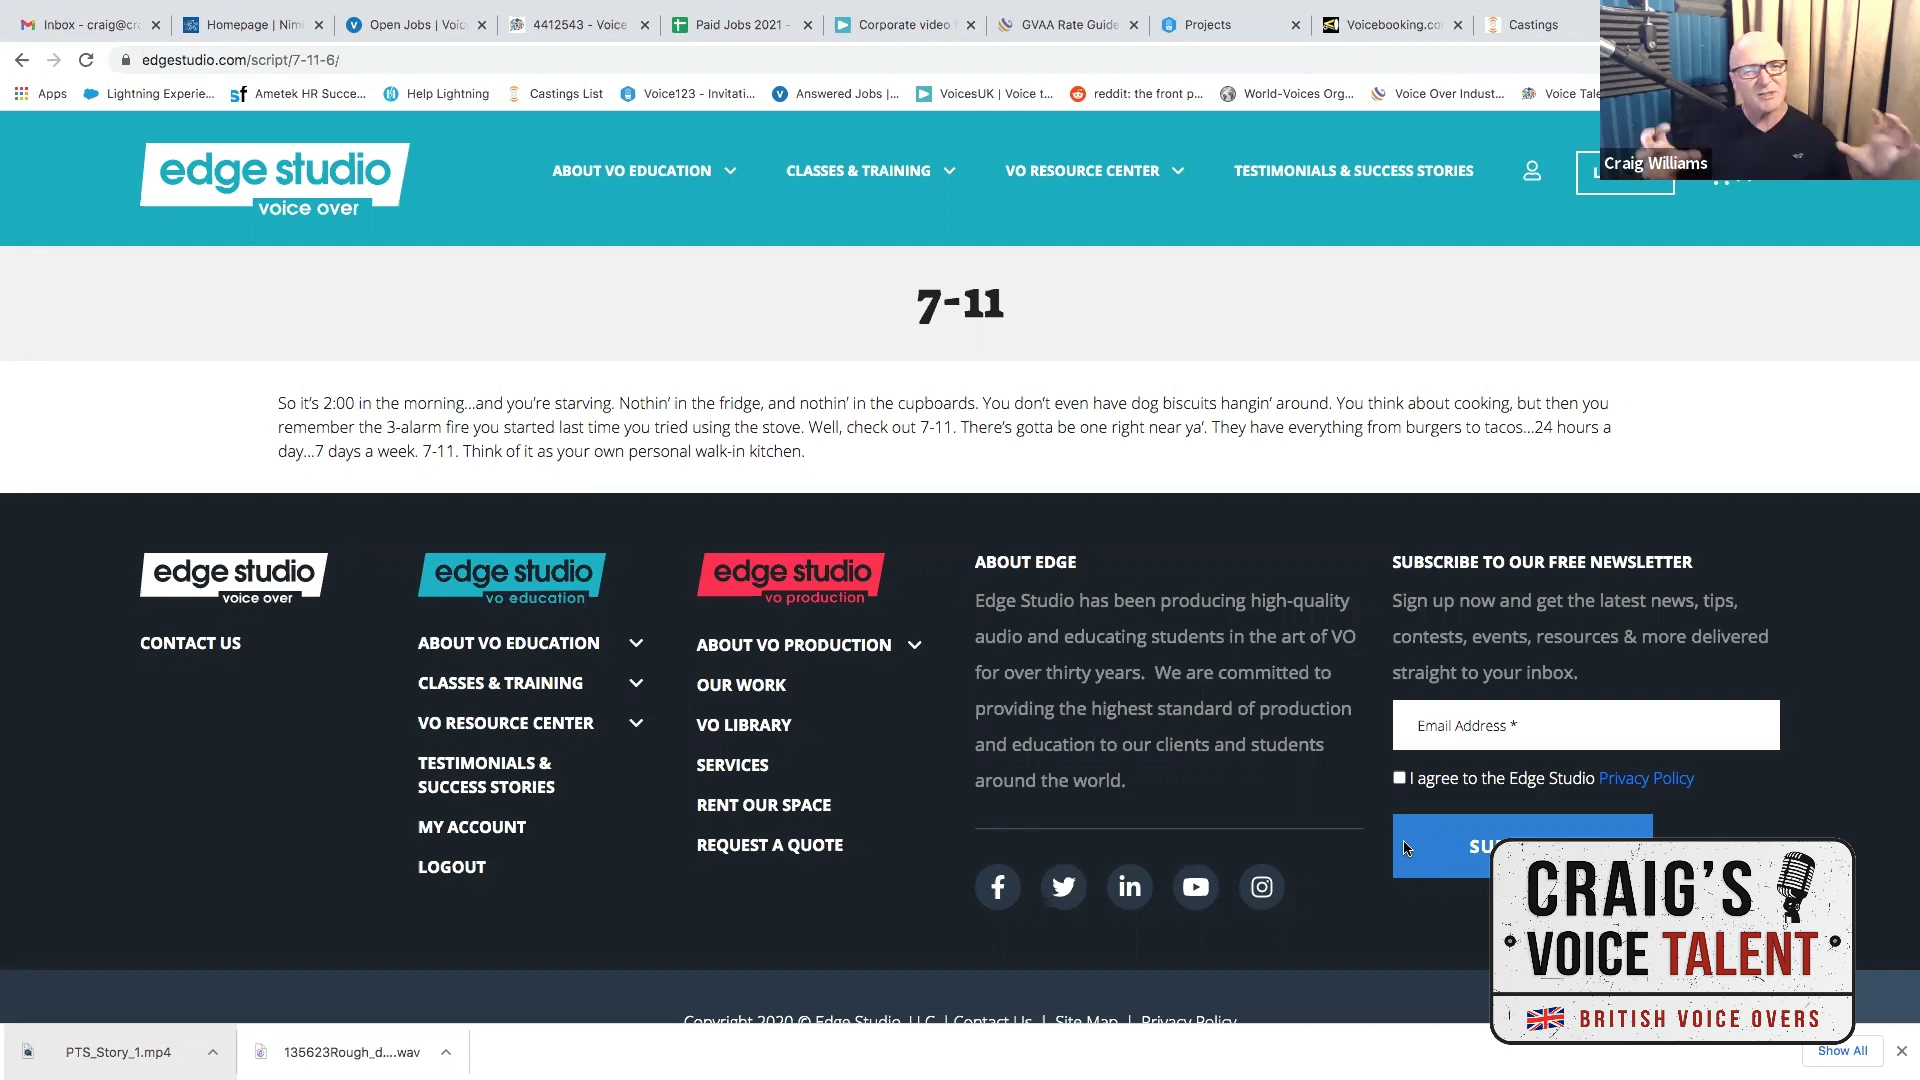 Inbox - craig@cr
Homepage | Nim
Open Jobs | Voic
4412543 - Voice
Paid Jobs 2021 -
Corporate video
GVAA Rate Guide
Projects
Voicebooking.co
Castings
edgestudio.com/script/7-11-6/
Apps
Lightning Experie...
Ametek HR Succe...
Help Lightning
Castings List
Voice123 - Invitati...
Answered Jobs |...
VoicesUK | Voice t...
reddit: the front p...
World-Voices Org...
Voice Over Indust...
Voice Tale
Craig Williams
edge studio
voice over
ABOUT VO EDUCATION
CLASSES & TRAINING
VO RESOURCE CENTER
TESTIMONIALS & SUCCESS STORIES
7-11
So it's 2:00 in the morning...and you're starving. Nothin' in the fridge, and nothin' in the cupboards. You don't even have dog biscuits hangin' around. You think about cooking, but then you
remember the 3-alarm fire you started last time you tried using the stove. Well, check out 7-11. There's gotta be one right near ya'. They have everything from burgers to tacos...24 hours a
day...7 days a week. 7-11. Think of it as your own personal walk-in kitchen.
edge studio
voice over
CONTACT US
edge studio
vo education
ABOUT VO EDUCATION
CLASSES & TRAINING
VO RESOURCE CENTER
TESTIMONIALS &
SUCCESS STORIES
MY ACCOUNT
LOGOUT
edge studio
vo production
ABOUT VO PRODUCTION
OUR WORK
VO LIBRARY
SERVICES
RENT OUR SPACE
REQUEST A QUOTE
ABOUT EDGE
Edge Studio has been producing high-quality
audio and educating students in the art of VO
for over thirty years. We are committed to
providing the highest standard of production
and education to our clients and students
around the world.
SUBSCRIBE TO OUR FREE NEWSLETTER
Sign up now and get the latest news, tips,
contests, events, resources & more delivered
straight to your inbox.
Email Address *
I agree to the Edge Studio Privacy Policy
CRAIG'S
VOICE TALENT
BRITISH VOICE OVERS
Copyright 2020 © Edge Studio, LLC | Contact Us | Site Map | Privacy Policy
PTS_Story_1.mp4
135623Rough_d....wav
Show All